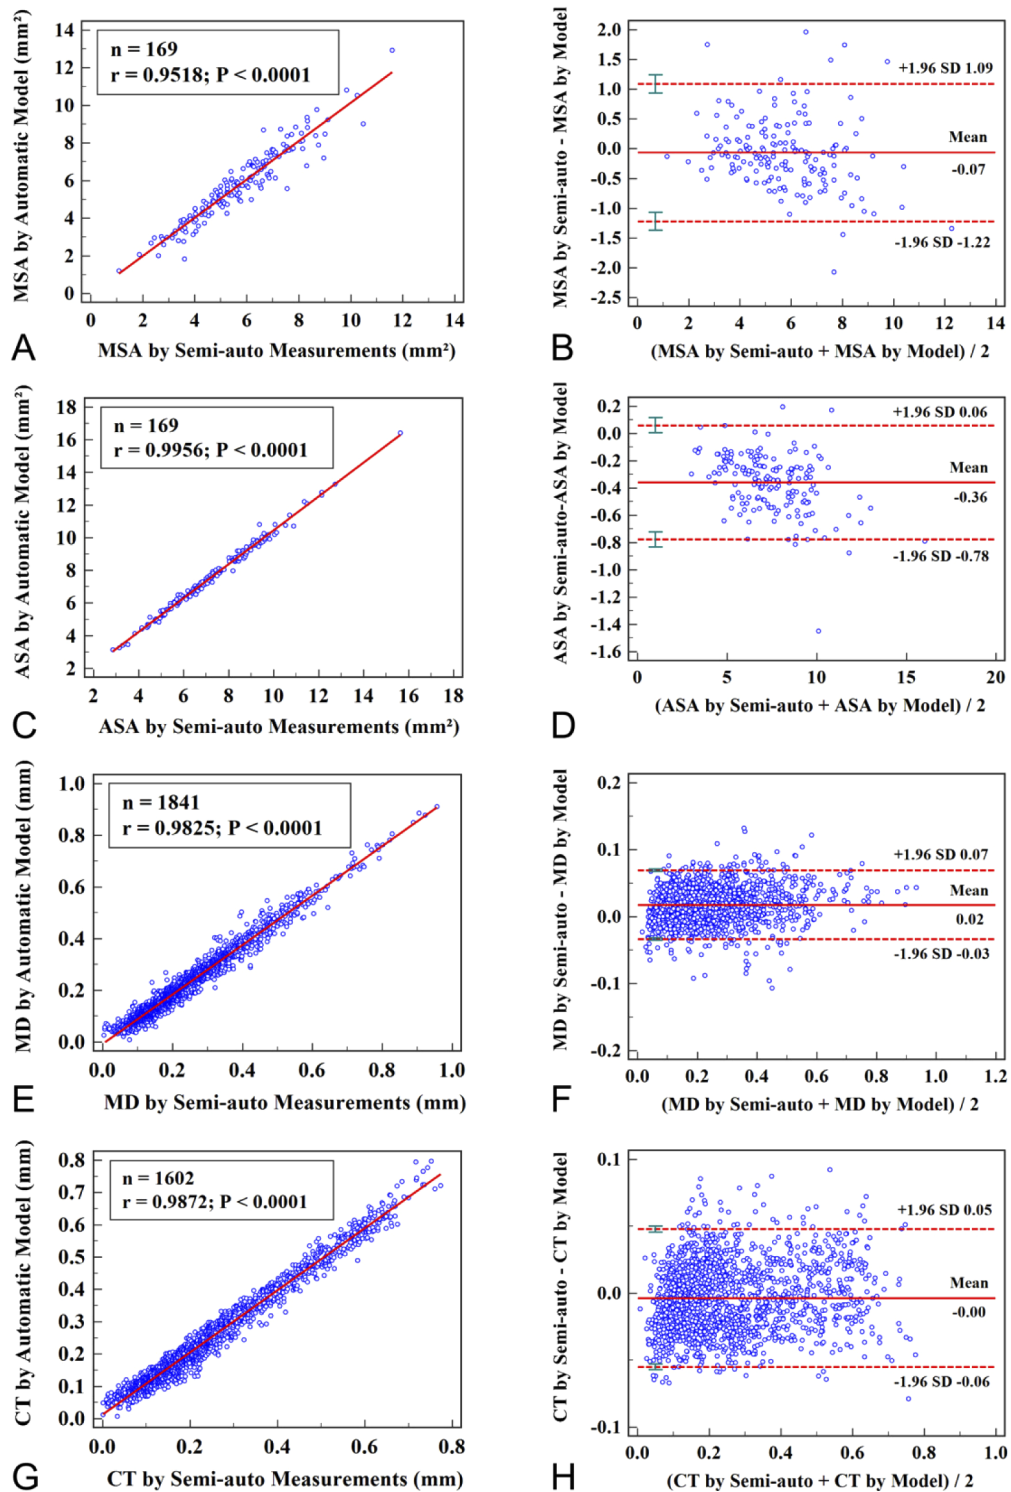 MSA by Automatic Model (mm²)
14
12
10
8
6
4
2
0
n = 169
r = 0.9518; P < 0.0001
0 2 4 6 8 10 12 14
A
MSA by Semi-auto Measurements (mm²)
MSA by Semi-auto - MSA by Model
2.0
1.5
1.0
0.5
0.0
-0.5
-1.0
-1.5
-2.0
-2.5
+1.96 SD 1.09
Mean
-0.07
-1.96 SD -1.22
0 2 4 6 8 10 12 14
B
(MSA by Semi-auto + MSA by Model) / 2
ASA by Automatic Model (mm²)
18
16
14
12
10
8
6
4
2
n = 169
r = 0.9956; P < 0.0001
2 4 6 8 10 12 14 16 18
C
ASA by Semi-auto Measurements (mm²)
ASA by Semi-auto-ASA by Model
0.2
0.0
-0.2
-0.4
-0.6
-0.8
-1.0
-1.2
-1.4
-1.6
+1.96 SD 0.06
Mean
-0.36
-1.96 SD -0.78
0 5 10 15 20
D
(ASA by Semi-auto + ASA by Model) / 2
MD by Automatic Model (mm)
1.0
0.8
0.6
0.4
0.2
0.0
n = 1841
r = 0.9825; P < 0.0001
0.0 0.2 0.4 0.6 0.8 1.0
E
MD by Semi-auto Measurements (mm)
MD by Semi-auto - MD by Model
0.2
0.1
0.0
-0.1
-0.2
+1.96 SD 0.07
Mean
0.02
-1.96 SD -0.03
0.0 0.2 0.4 0.6 0.8 1.0 1.2
F
(MD by Semi-auto + MD by Model) / 2
CT by Automatic Model (mm)
0.8
0.7
0.6
0.5
0.4
0.3
0.2
0.1
0.0
n = 1602
r = 0.9872; P < 0.0001
0.0 0.2 0.4 0.6 0.8
G
CT by Semi-auto Measurements (mm)
CT by Semi-auto - CT by Model
0.1
0.0
-0.1
+1.96 SD 0.05
Mean
-0.00
-1.96 SD -0.06
0.0 0.2 0.4 0.6 0.8 1.0
H
(CT by Semi-auto + CT by Model) / 2